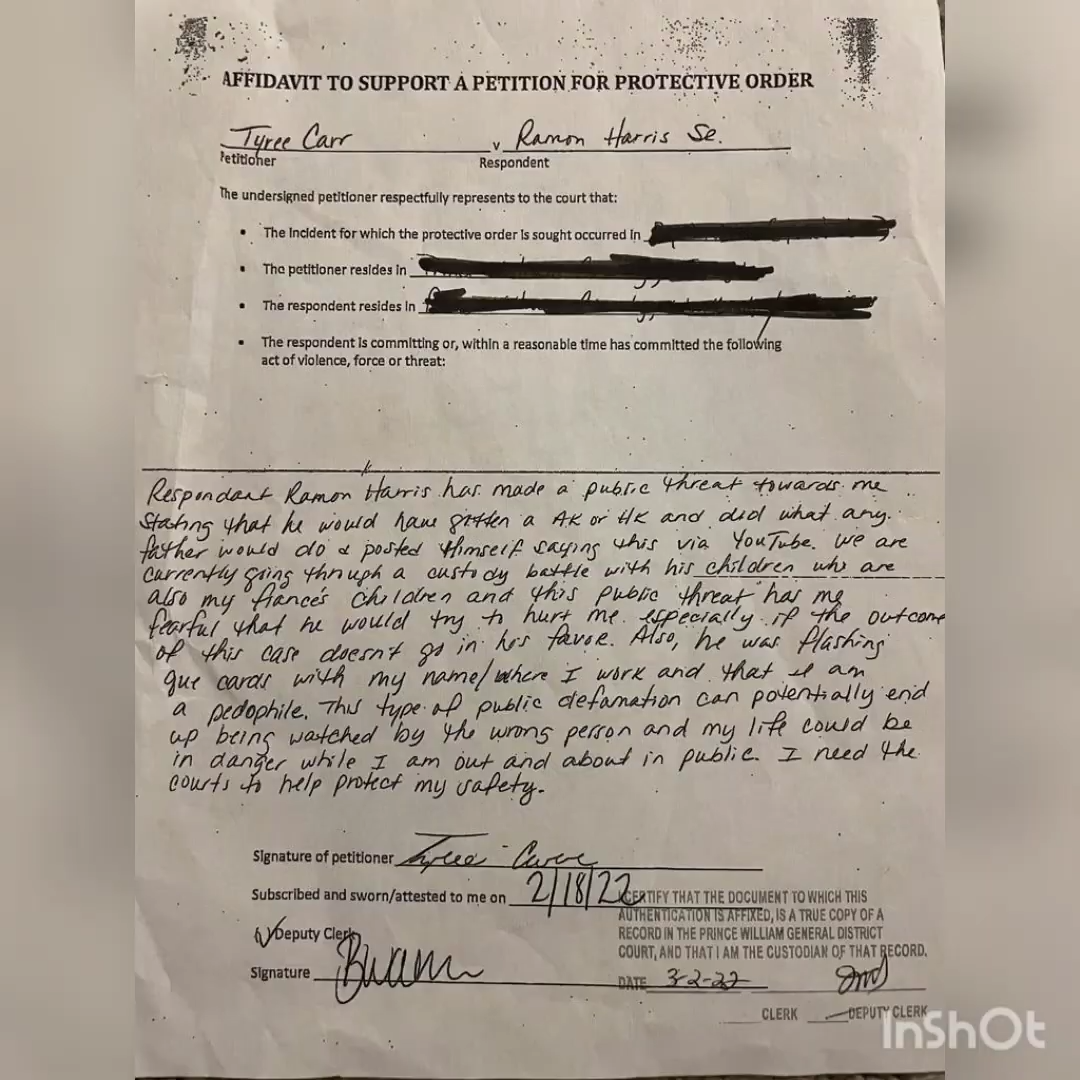 AFFIDAVIT TO SUPPORT A PETITION FOR PROTECTIVE ORDER
Tyree Carr v Ramon Harris Se.
Petitioner Respondent
The undersigned petitioner respectfully represents to the court that:
• The incident for which the protective order is sought occurred in
• The petitioner resides in
• The respondent resides in
• The respondent is committing or, within a reasonable time has committed the following
act of violence, force or threat:
Respondant Ramon Harris has made a public threat towards me
stating that he would have gotten a AK or HK and did what any
father would do & posted Himself saying this via YouTube. We are
currently going through a custody battle with his children who are
also my fiance's children and this public threat has me
fearful that he would try to hurt me especially if the outcome
of this case doesn't go in his favor. Also, he was flashing
que cards with my name/where I work and that I am
a pedophile. This type of public defamation can potentially end
up being watched by the wrong person and my life could be
in danger while I am out and about in public. I need the
courts to help protect my safety.
Signature of petitioner Tyree Carr
Subscribed and sworn/attested to me on 2/18/22
Deputy Clerk
Signature
I CERTIFY THAT THE DOCUMENT TO WHICH THIS
AUTHENTICATION IS AFFIXED, IS A TRUE COPY OF A
RECORD IN THE PRINCE WILLIAM GENERAL DISTRICT
COURT, AND THAT I AM THE CUSTODIAN OF THAT RECORD.
DATE 3-2-22
CLERK DEPUTY CLERK
InShOt